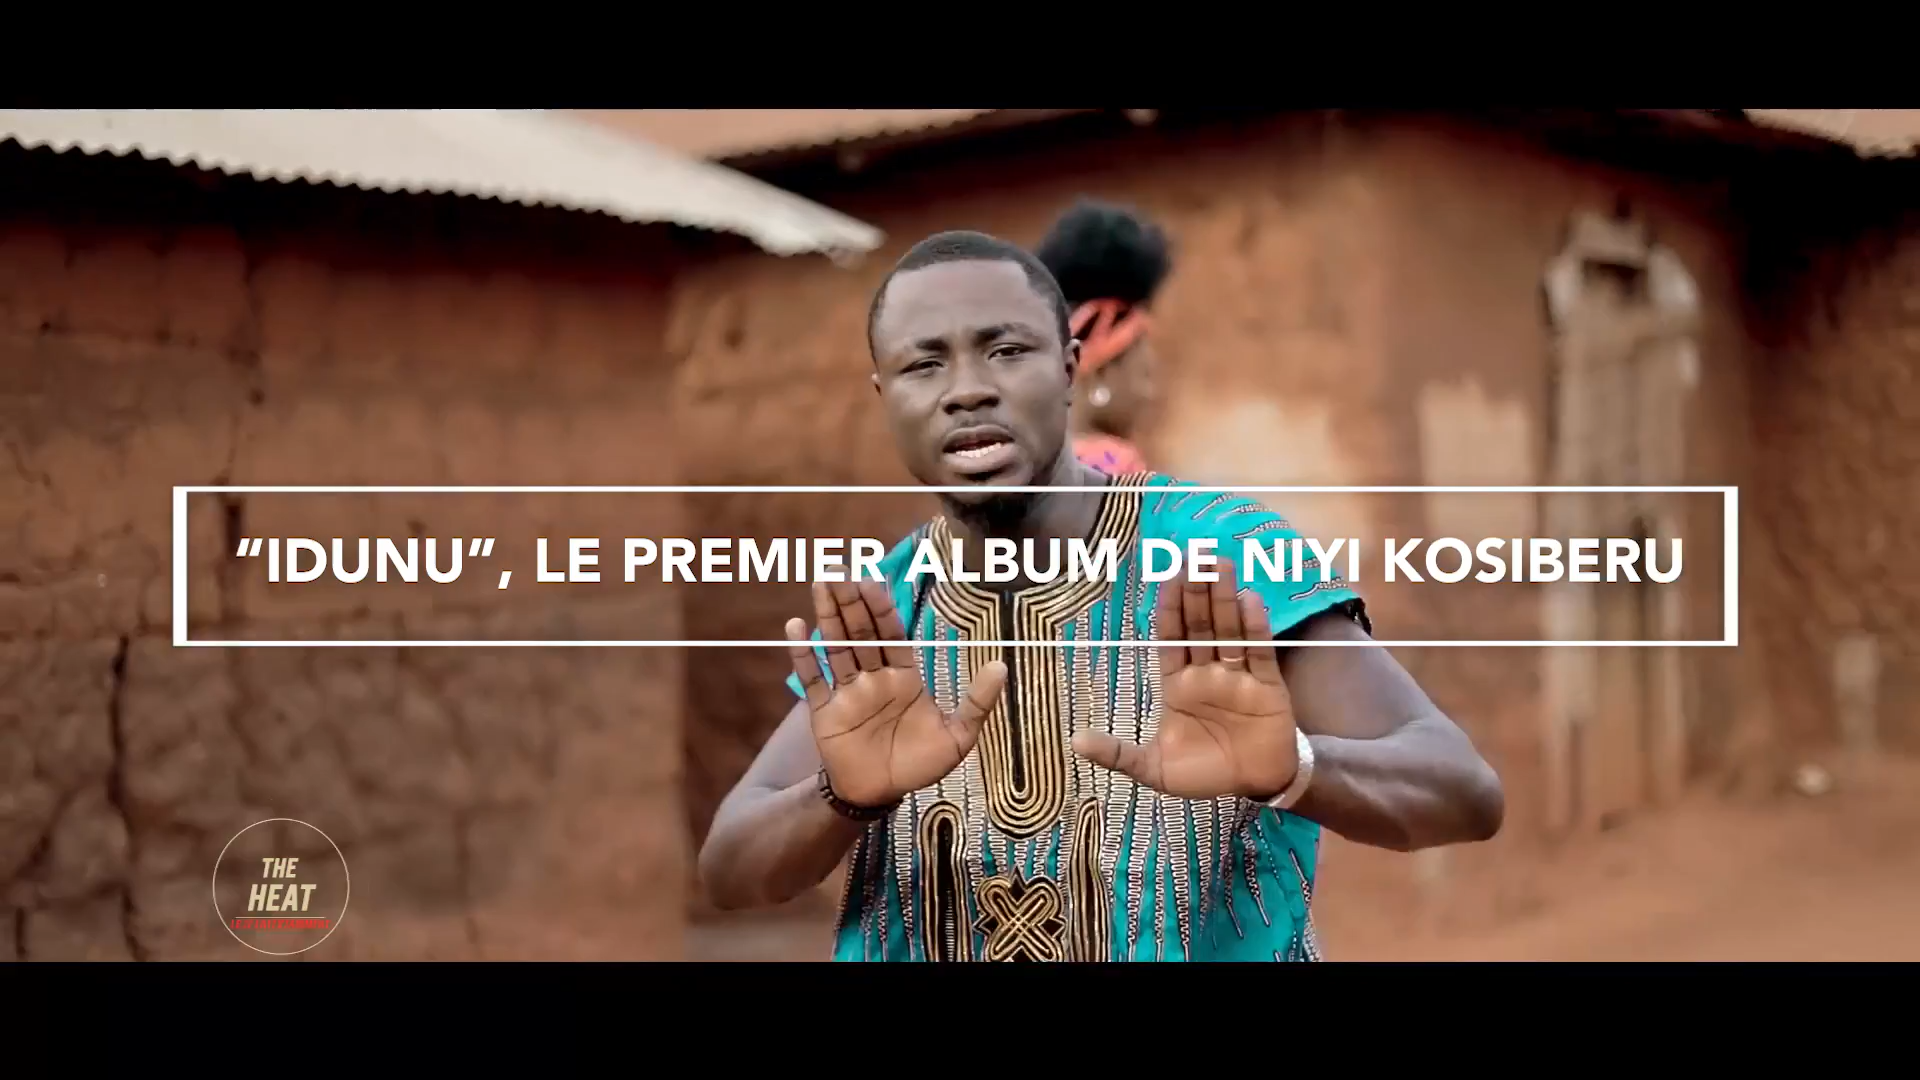 “IDUNU”, LE PREMIER ALBUM DE NIYI KOSIBERU
THE
HEAT